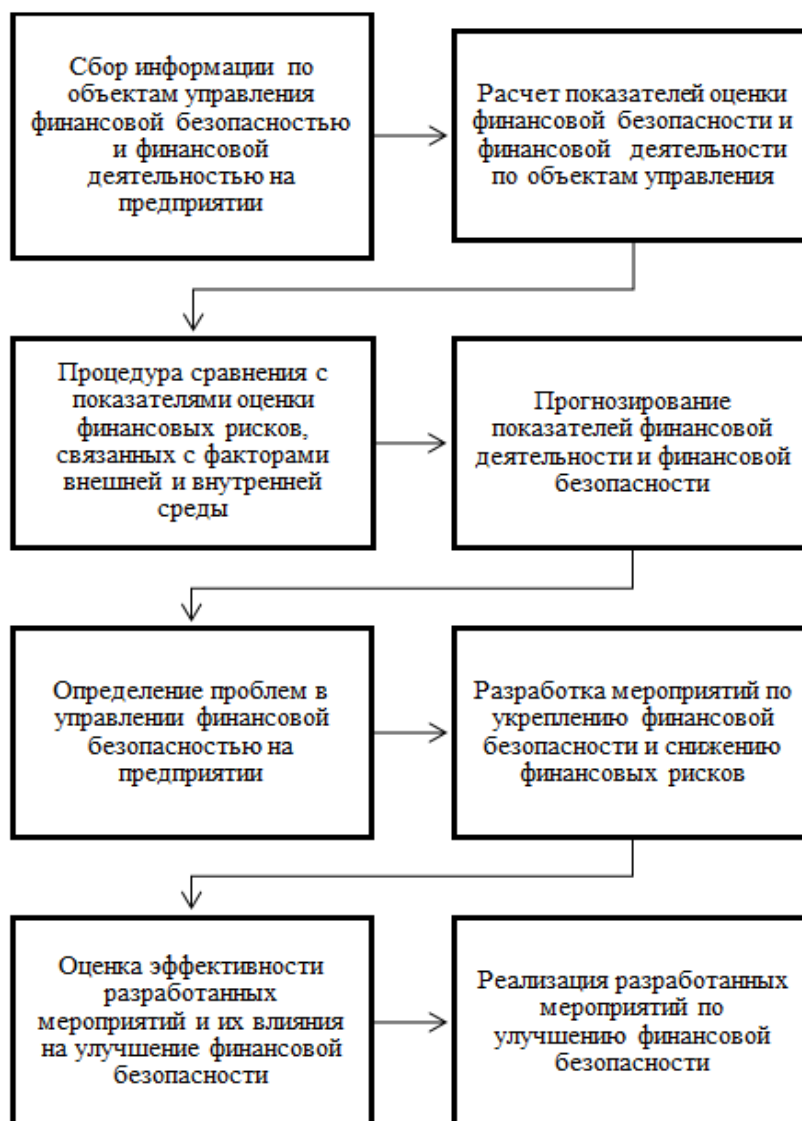 Сбор информации по
объектам управления
финансовой безопасностью
и финансовой
деятельностью на
предприятии
Расчет показателей оценки
финансовой безопасности и
финансовой деятельности
по объектам управления
Процедура сравнения с
показателями оценки
финансовых рисков,
связанных с факторами
внешней и внутренней
среды
Прогнозирование
показателей финансовой
деятельности и финансовой
безопасности
Определение проблем в
управлении финансовой
безопасностью на
предприятии
Разработка мероприятий по
укреплению финансовой
безопасности и снижению
финансовых рисков
Оценка эффективности
разработанных
мероприятий и их влияния
на улучшение финансовой
безопасности
Реализация разработанных
мероприятий по
улучшению финансовой
безопасности